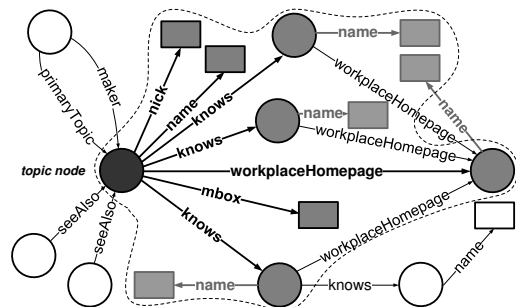 name
primaryTopic
maker
nick
name
knows
workplaceHomepage
name
name
knows
workplaceHomepage
topic node
workplaceHomepage
mbox
seeAlso
seeAlso
knows
workplaceHomepage
name
knows
name